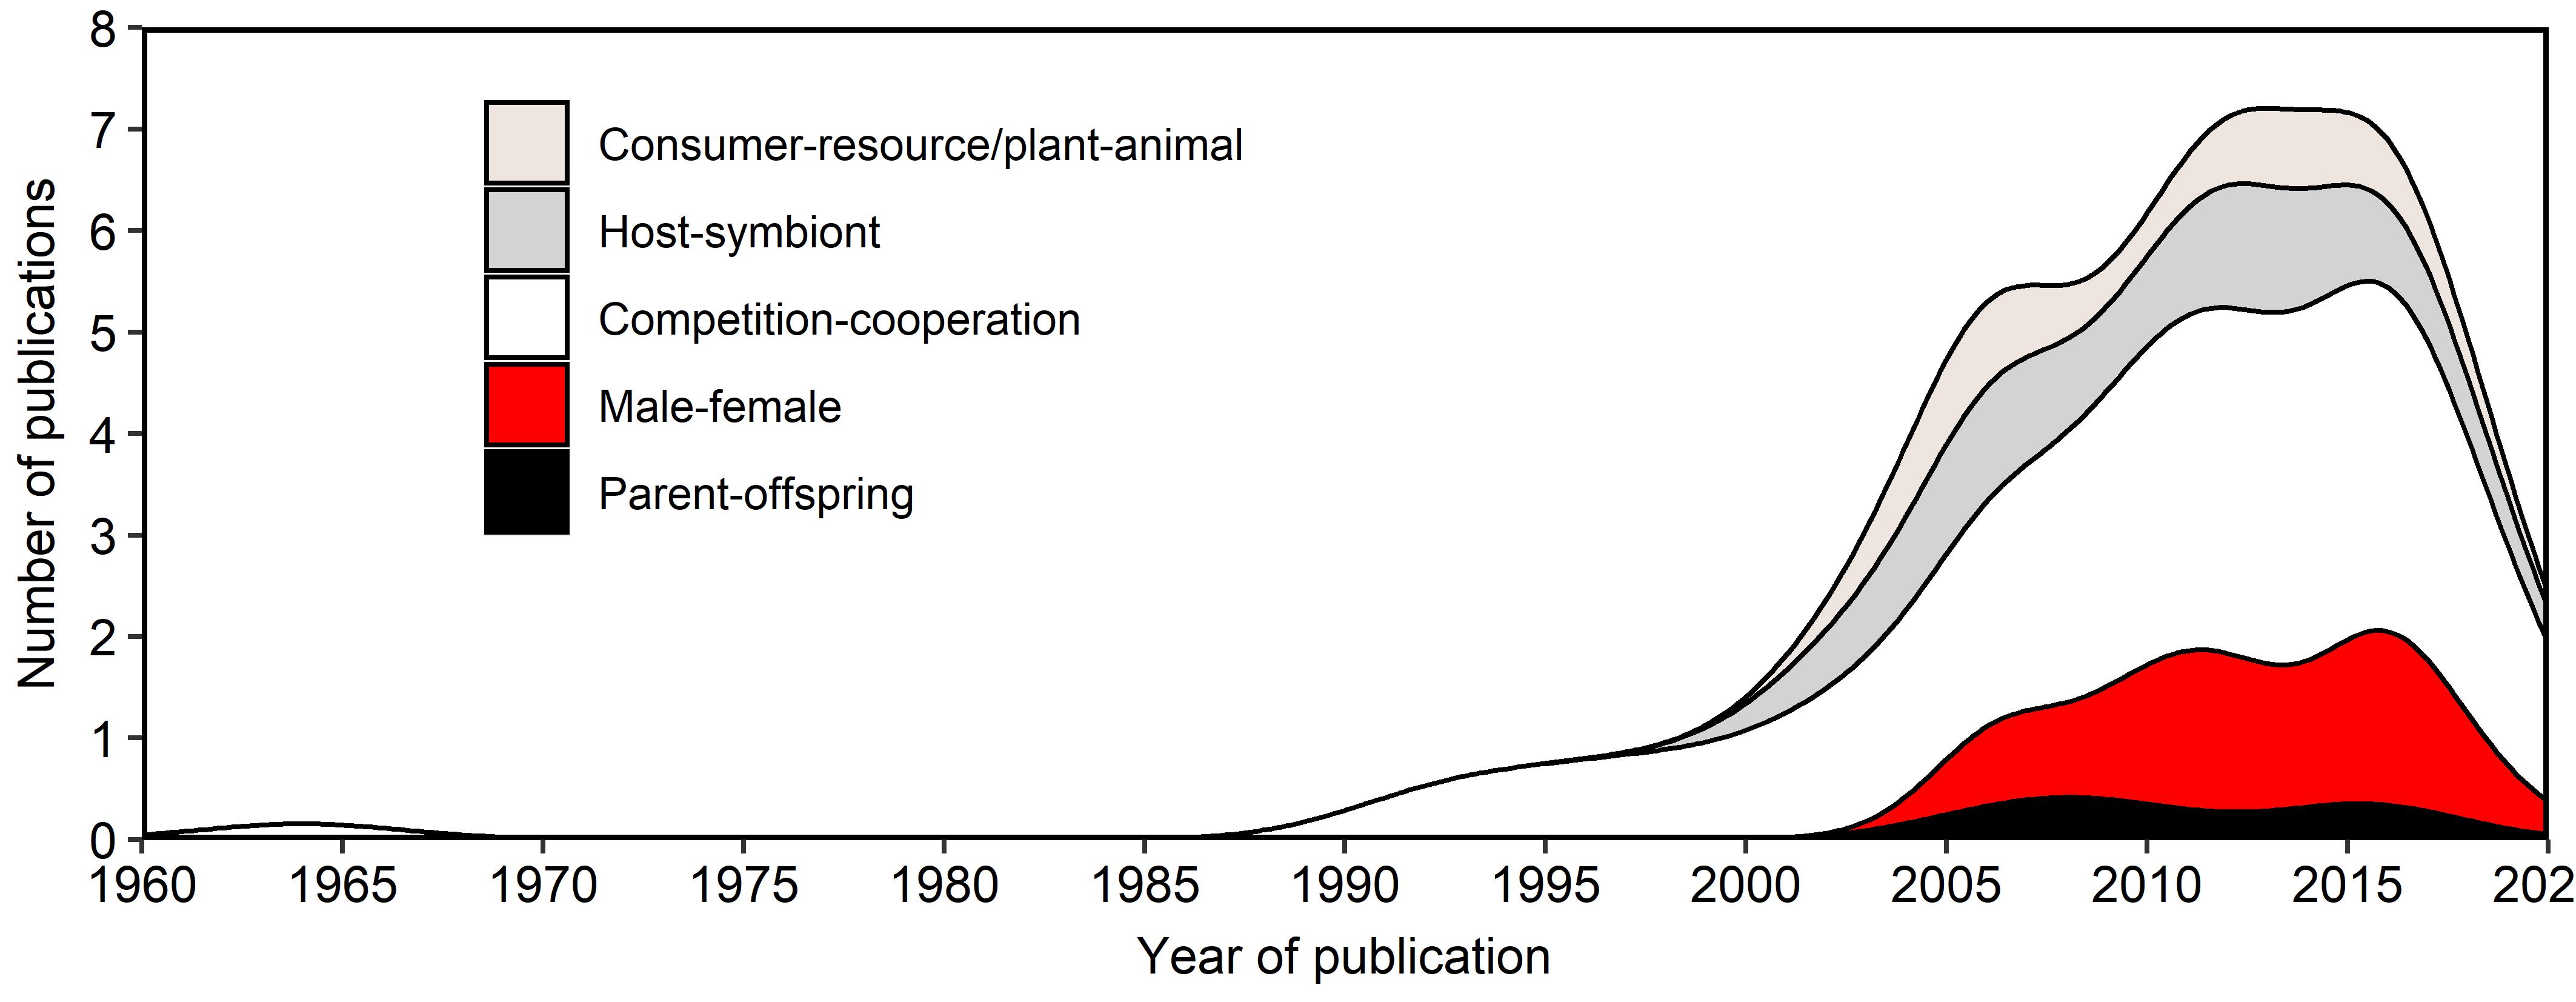 Number of publications
8
7
6
5
4
3
2
1
0
Consumer-resource/plant-animal
Host-symbiont
Competition-cooperation
Male-female
Parent-offspring
1960 1965 1970 1975 1980 1985 1990 1995 2000 2005 2010 2015 202
Year of publication